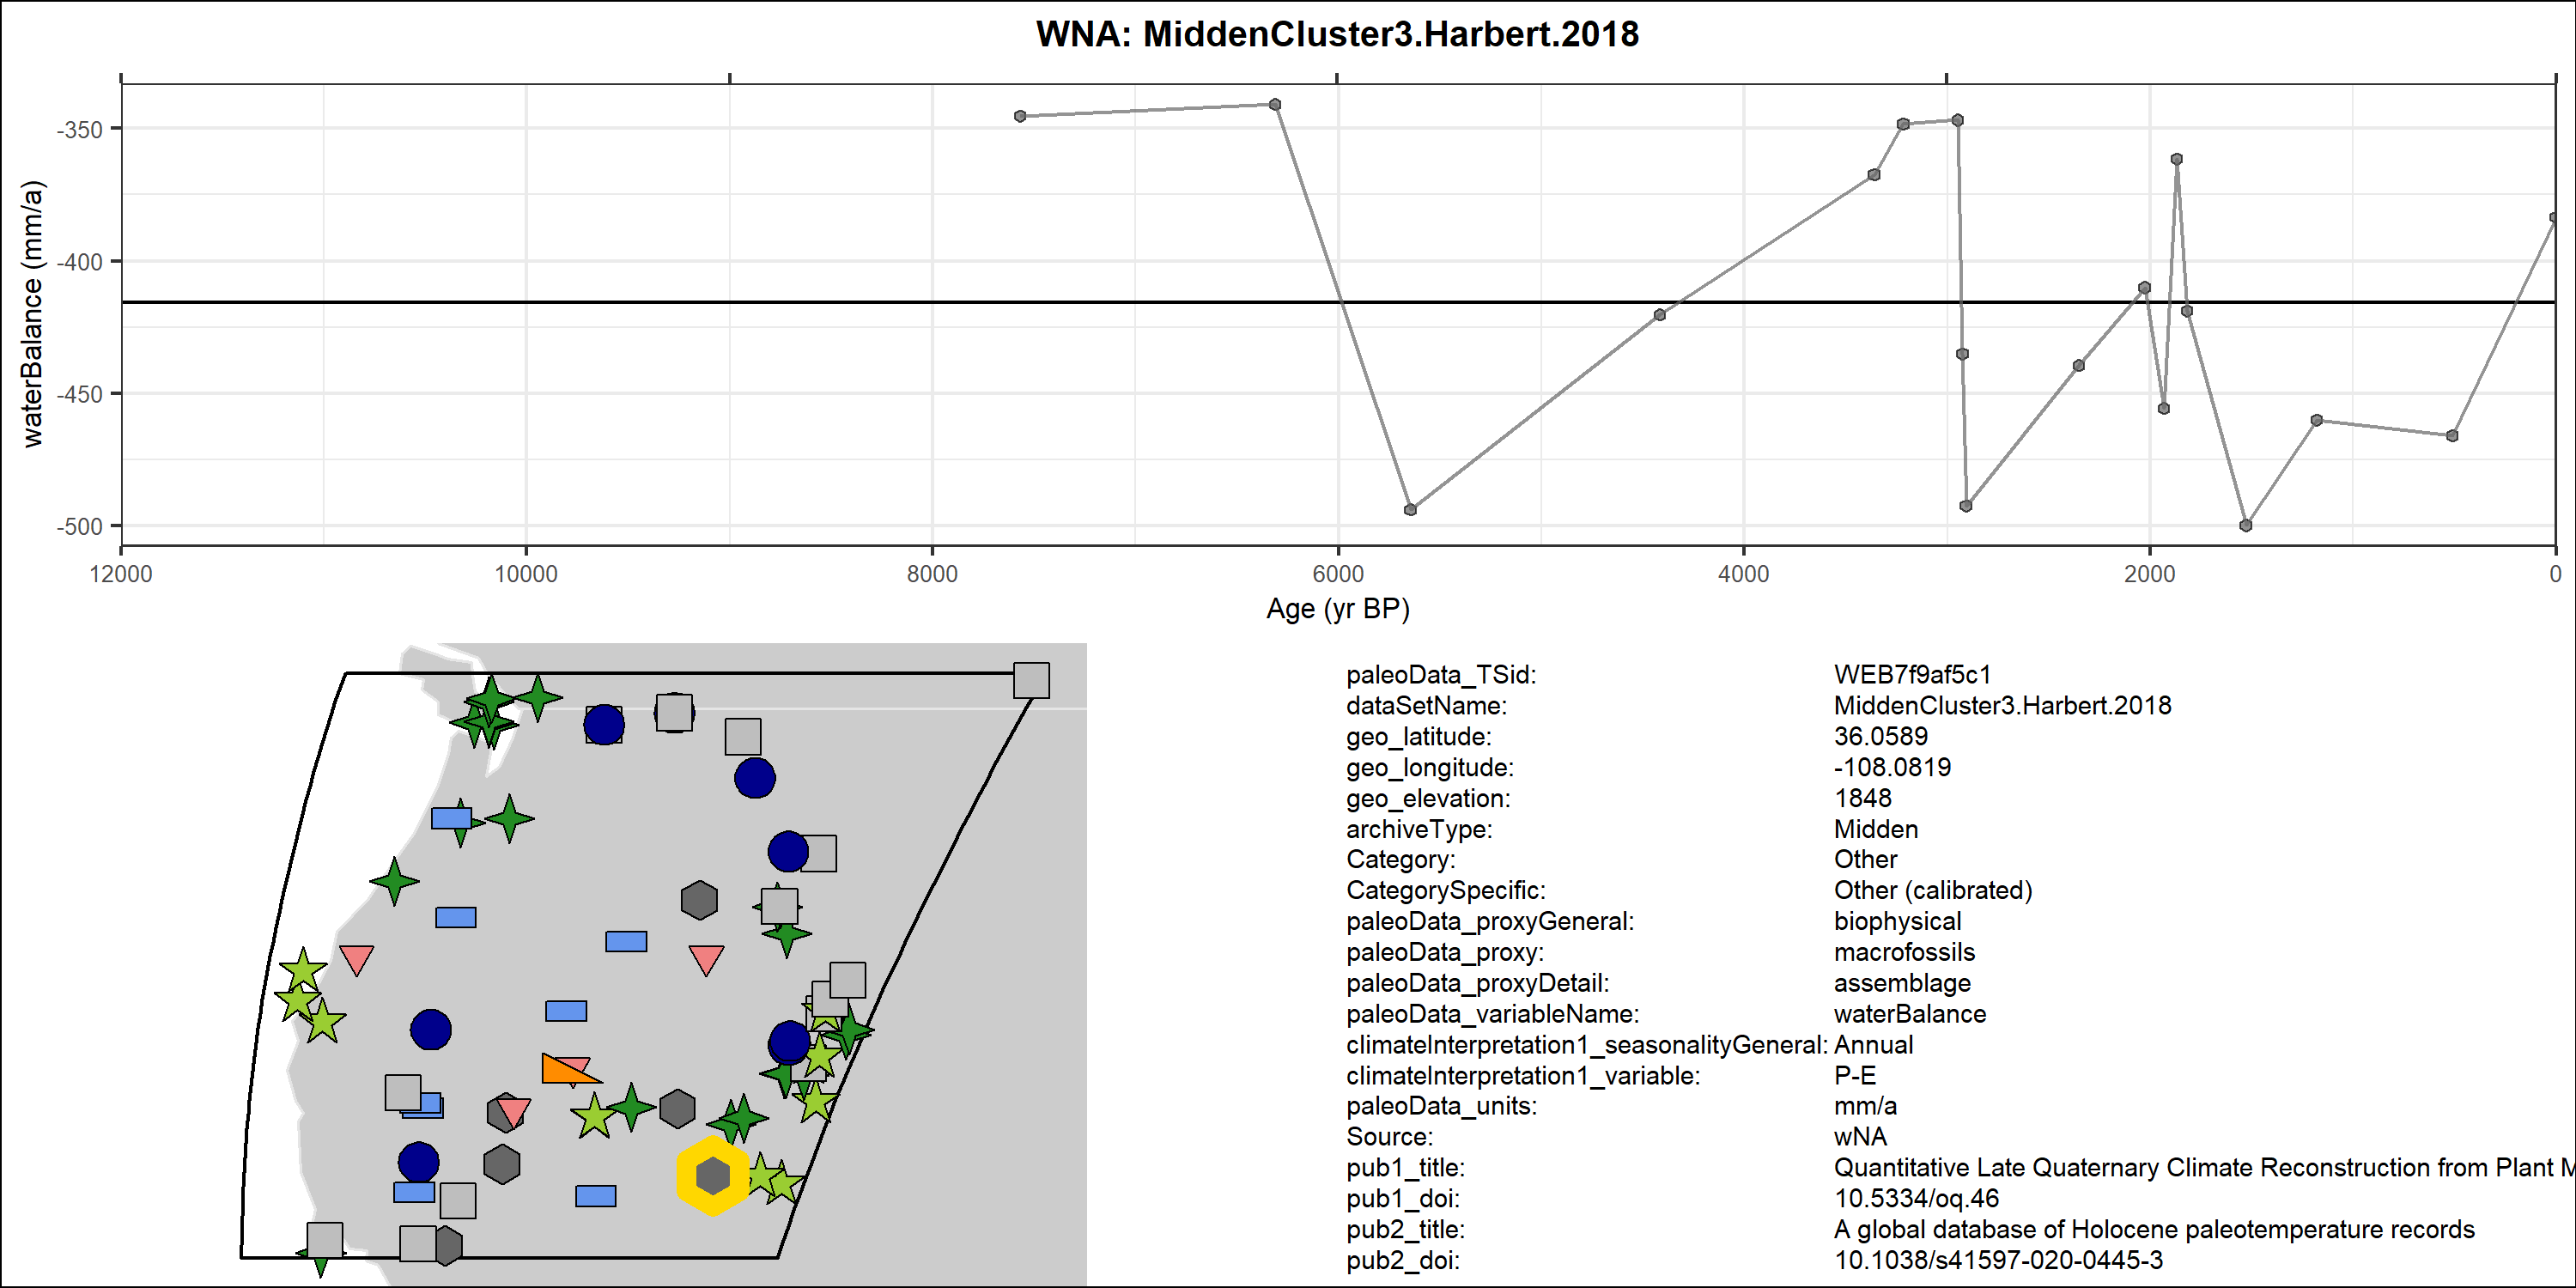 WNA: MiddenCluster3.Harbert.2018
waterBalance (mm/a)
-350
-400
-450
-500
12000 10000 8000 6000 4000 2000 0
Age (yr BP)
paleoData_TSid: WEB7f9af5c1
dataSetName: MiddenCluster3.Harbert.2018
geo_latitude: 36.0589
geo_longitude: -108.0819
geo_elevation: 1848
archiveType: Midden
Category: Other
CategorySpecific: Other (calibrated)
paleoData_proxyGeneral: biophysical
paleoData_proxy: macrofossils
paleoData_proxyDetail: assemblage
paleoData_variableName: waterBalance
climateInterpretation1_seasonalityGeneral: Annual
climateInterpretation1_variable: P-E
paleoData_units: mm/a
Source: wNA
pub1_title: Quantitative Late Quaternary Climate Reconstruction from Plant M
pub1_doi: 10.5334/oq.46
pub2_title: A global database of Holocene paleotemperature records
pub2_doi: 10.1038/s41597-020-0445-3